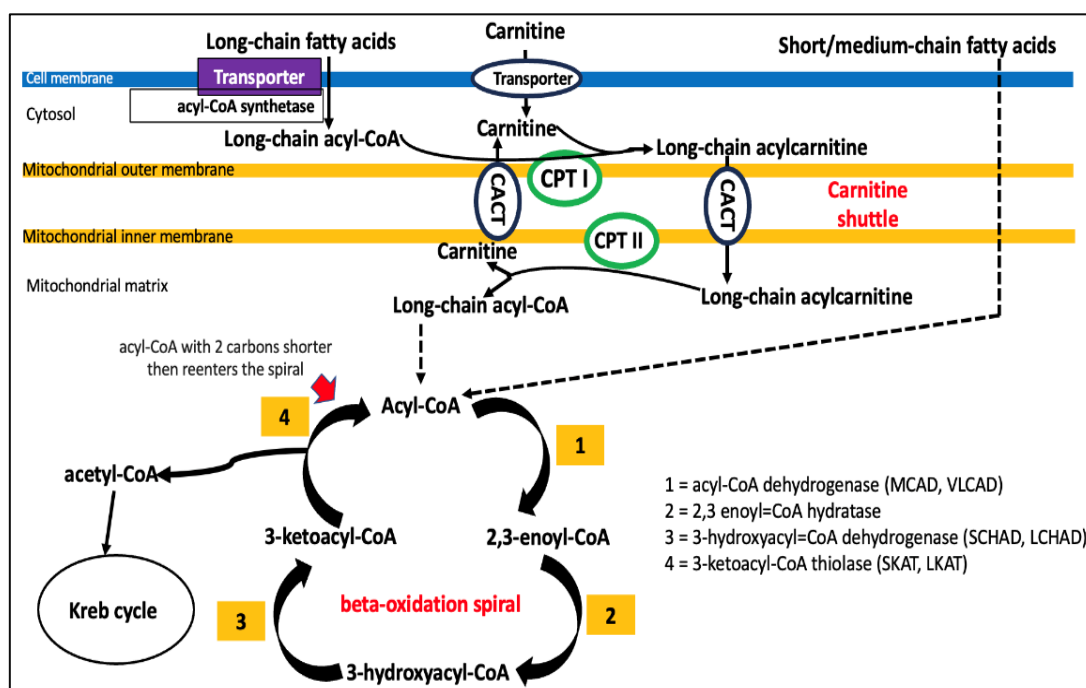 Long-chain fatty acids
Carnitine
Short/medium-chain fatty acids
Cell membrane
Transporter
Transporter
Cytosol
acyl-CoA synthetase
Long-chain acyl-CoA
Carnitine
Long-chain acylcarnitine
Mitochondrial outer membrane
CPT I
CACT
CACT
Carnitine
shuttle
Mitochondrial inner membrane
CPT II
Carnitine
Mitochondrial matrix
Long-chain acyl-CoA
Long-chain acylcarnitine
acyl-CoA with 2 carbons shorter
then reenters the spiral
4
Acyl-CoA
1
acetyl-CoA
3-ketoacyl-CoA
2,3-enoyl-CoA
1 = acyl-CoA dehydrogenase (MCAD, VLCAD)
2 = 2,3 enoyl=CoA hydratase
3 = 3-hydroxyacyl=CoA dehydrogenase (SCHAD, LCHAD)
4 = 3-ketoacyl-CoA thiolase (SKAT, LKAT)
Kreb cycle
beta-oxidation spiral
3
2
3-hydroxyacyl-CoA